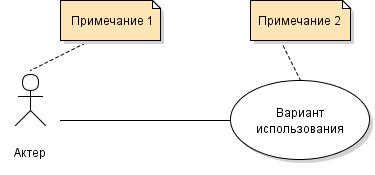 Примечание 1
Примечание 2
Вариант
использования
Актер